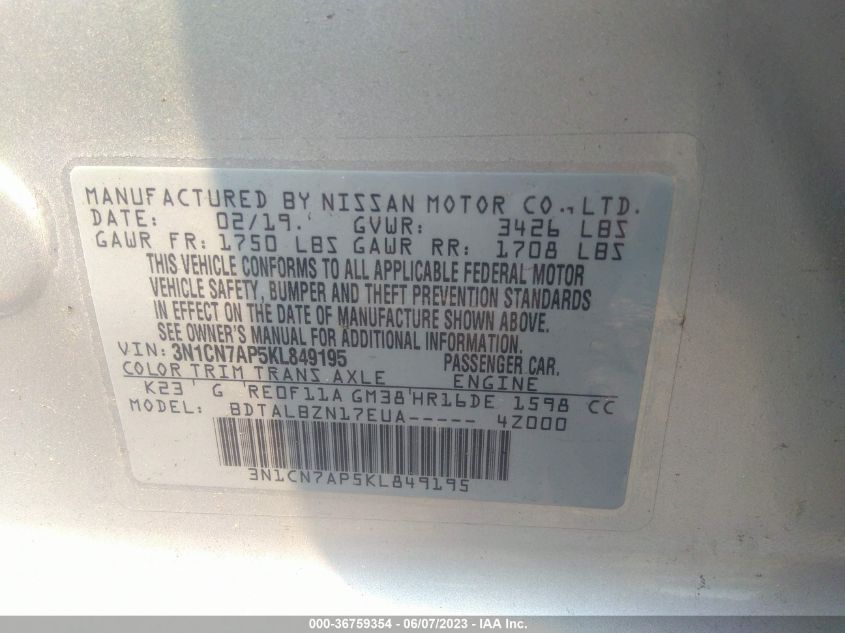 MANUFACTURED BY NISSAN MOTOR CO., LTD.
DATE: 02/19. GVWR: 3426 LBS
GAWR FR: 1750 LBS GAWR RR: 1708 LBS
THIS VEHICLE CONFORMS TO ALL APPLICABLE FEDERAL MOTOR
VEHICLE SAFETY, BUMPER AND THEFT PREVENTION STANDARDS
IN EFFECT ON THE DATE OF MANUFACTURE SHOWN ABOVE.
SEE OWNER'S MANUAL FOR ADDITIONAL INFORMATION.
VIN: 3N1CN7AP5KL849195 PASSENGER CAR.
COLOR TRIM TRANS AXLE ENGINE
K23 ' G 'RE0F11A GM38'HR16DE 1598 CC
MODEL: BDTALBZN17EUA----- 4Z000
3N1CN7AP5KL849195
000-36759354 | 06/07/2023 - IAA Inc.